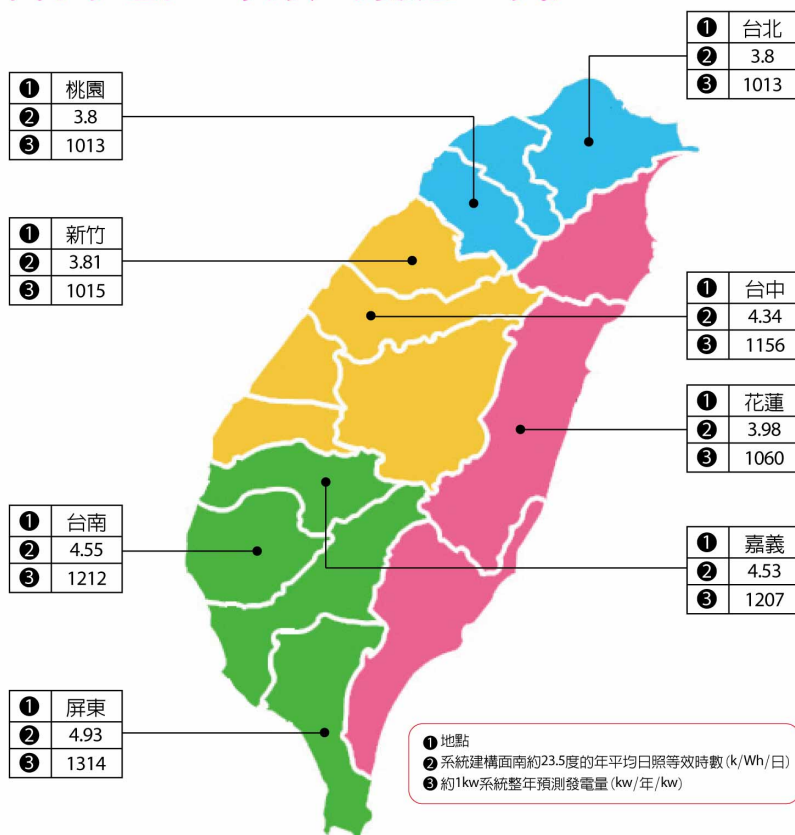 ❶ 台北
❷ 3.8
❸ 1013
❶ 桃園
❷ 3.8
❸ 1013
❶ 新竹
❷ 3.81
❸ 1015
❶ 台中
❷ 4.34
❸ 1156
❶ 花蓮
❷ 3.98
❸ 1060
❶ 台南
❷ 4.55
❸ 1212
❶ 嘉義
❷ 4.53
❸ 1207
❶ 屏東
❷ 4.93
❸ 1314
❶ 地點
❷ 系統建構面南約23.5度的年平均日照等效時數(k/Wh/日)
❸ 約1kw系統整年預測發電量(kw/年/kw)